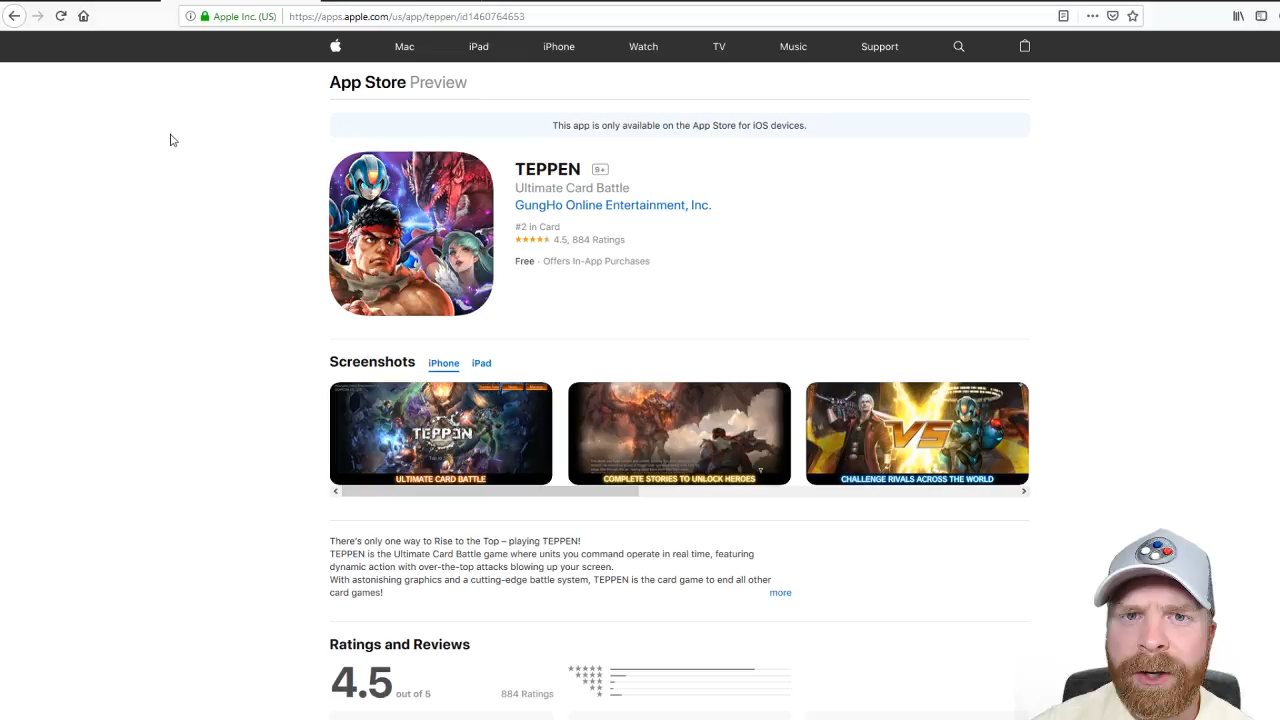 Apple Inc. (US)
https://apps.apple.com/us/app/teppen/id1460764653
Mac
iPad
iPhone
Watch
TV
Music
Support
App Store Preview
This app is only available on the App Store for iOS devices.
TEPPEN 9+
Ultimate Card Battle
GungHo Online Entertainment, Inc.
#2 in Card
★★★★★ 4.5, 884 Ratings
Free · Offers In-App Purchases
Screenshots iPhone iPad
TEPPEN
ULTIMATE CARD BATTLE
COMPLETE STORIES TO UNLOCK HEROES
VS
CHALLENGE RIVALS ACROSS THE WORLD
There's only one way to Rise to the Top – playing TEPPEN!
TEPPEN is the Ultimate Card Battle game where units you command operate in real time, featuring
dynamic action with over-the-top attacks blowing up your screen.
With astonishing graphics and a cutting-edge battle system, TEPPEN is the card game to end all other
card games!
more
Ratings and Reviews
4.5 out of 5
884 Ratings